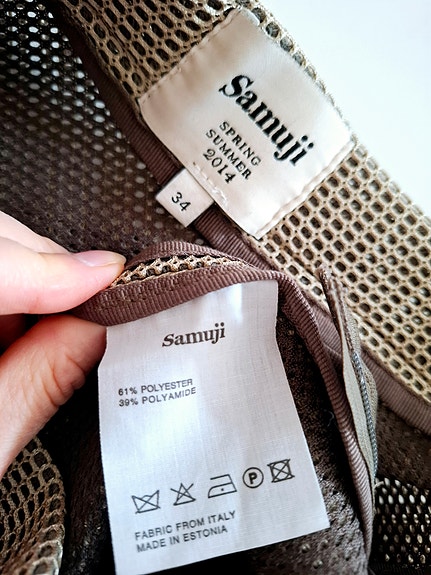 Samuji
SPRING
SUMMER
2014
34
samuji
61% POLYESTER
39% POLYAMIDE
P
FABRIC FROM ITALY
MADE IN ESTONIA